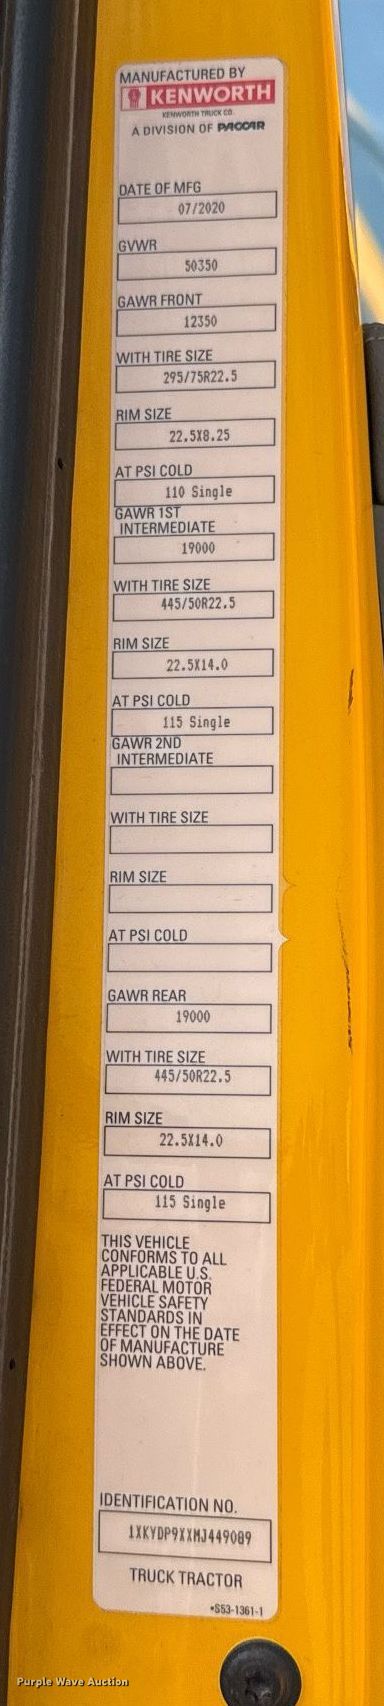 MANUFACTURED BY
KENWORTH
KENWORTH TRUCK CO.
A DIVISION OF PACCAR
DATE OF MFG
07/2020
GVWR
50350
GAWR FRONT
12350
WITH TIRE SIZE
295/75R22.5
RIM SIZE
22.5X8.25
AT PSI COLD
110 Single
GAWR 1ST
INTERMEDIATE
19000
WITH TIRE SIZE
445/50R22.5
RIM SIZE
22.5X14.0
AT PSI COLD
115 Single
GAWR 2ND
INTERMEDIATE
WITH TIRE SIZE
RIM SIZE
AT PSI COLD
GAWR REAR
19000
WITH TIRE SIZE
445/50R22.5
RIM SIZE
22.5X14.0
AT PSI COLD
115 Single
THIS VEHICLE
CONFORMS TO ALL
APPLICABLE U.S.
FEDERAL MOTOR
VEHICLE SAFETY
STANDARDS IN
EFFECT ON THE DATE
OF MANUFACTURE
SHOWN ABOVE.
IDENTIFICATION NO.
1XKYDP9XXMJ449089
TRUCK TRACTOR
•S53-1361-1
Purple Wave Auction